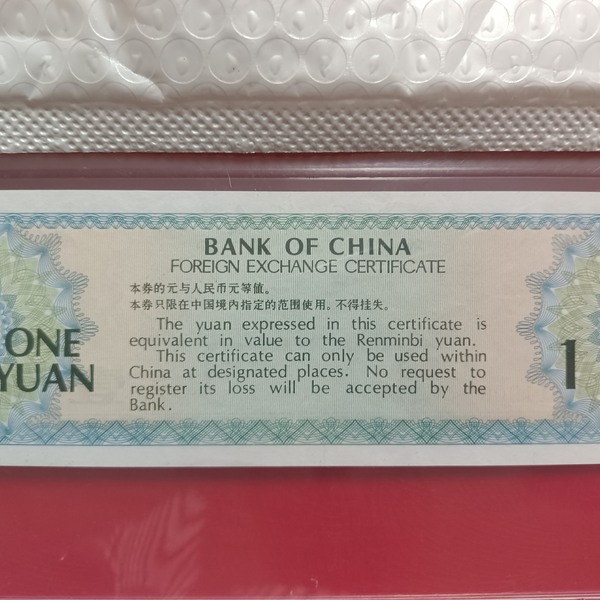 BANK OF CHINA
FOREIGN EXCHANGE CERTIFICATE
本券的元与人民币元等值。
本券只限在中国境内指定的范围使用。不得挂失。
The yuan expressed in this certificate is
equivalent in value to the Renminbi yuan.
This certificate can only be used within
China at designated places. No request to
register its loss will be accepted by the
Bank.
ONE
YUAN
1